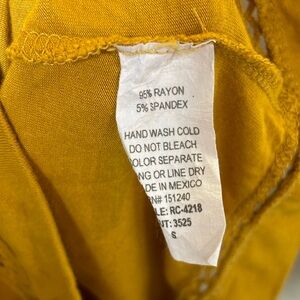 95% RAYON
5% SPANDEX
HAND WASH COLD
DO NOT BLEACH
OLOR SEPARATE
NG OR LINE DRY
DE IN MEXICO
N# 151240
LE: RC-4218
T: 3525
S